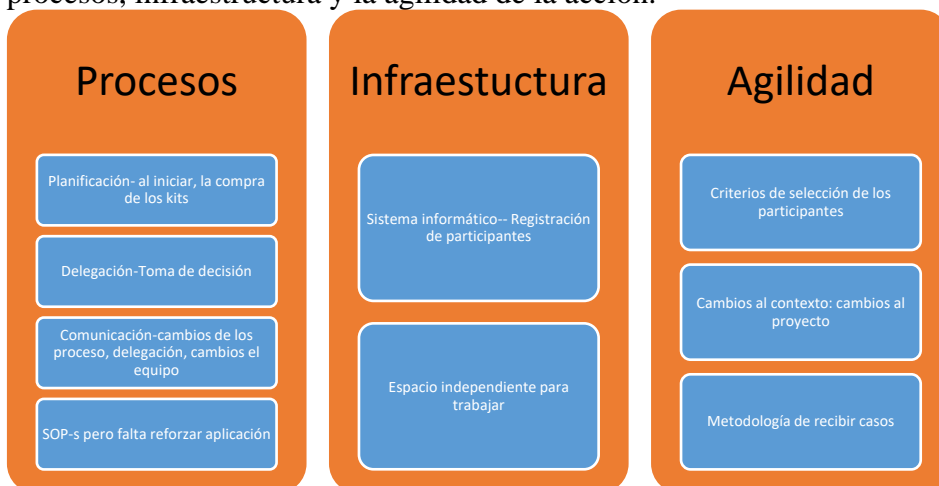 procesos, infraestructura y la agilidad de la acción.
Procesos
Planificación- al iniciar, la compra
de los kits
Delegación-Toma de decisión
Comunicación-cambios de los
proceso, delegación, cambios el
equipo
SOP-s pero falta reforzar aplicación
Infraestuctura
Sistema informático-- Registración
de participantes
Espacio independiente para
trabajar
Agilidad
Criterios de selección de los
participantes
Cambios al contexto: cambios al
proyecto
Metodología de recibir casos